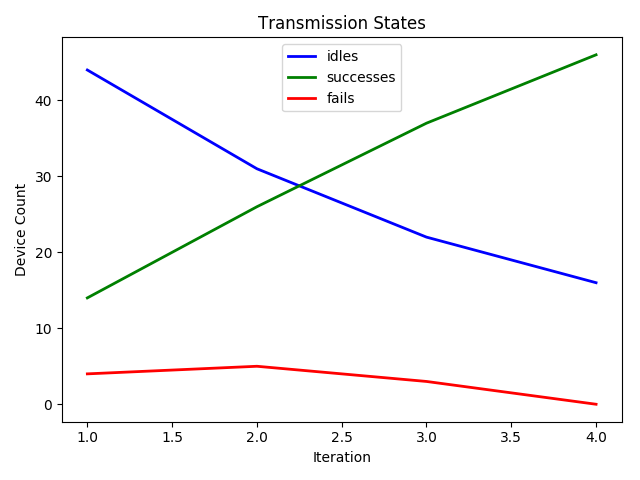 Transmission States
idles
successes
fails
Device Count
40
30
20
10
0
1.0 1.5 2.0 2.5 3.0 3.5 4.0
Iteration